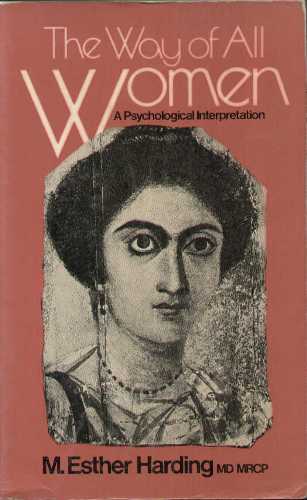 The Way of All
Women
A Psychological Interpretation
M. Esther Harding MD MRCP